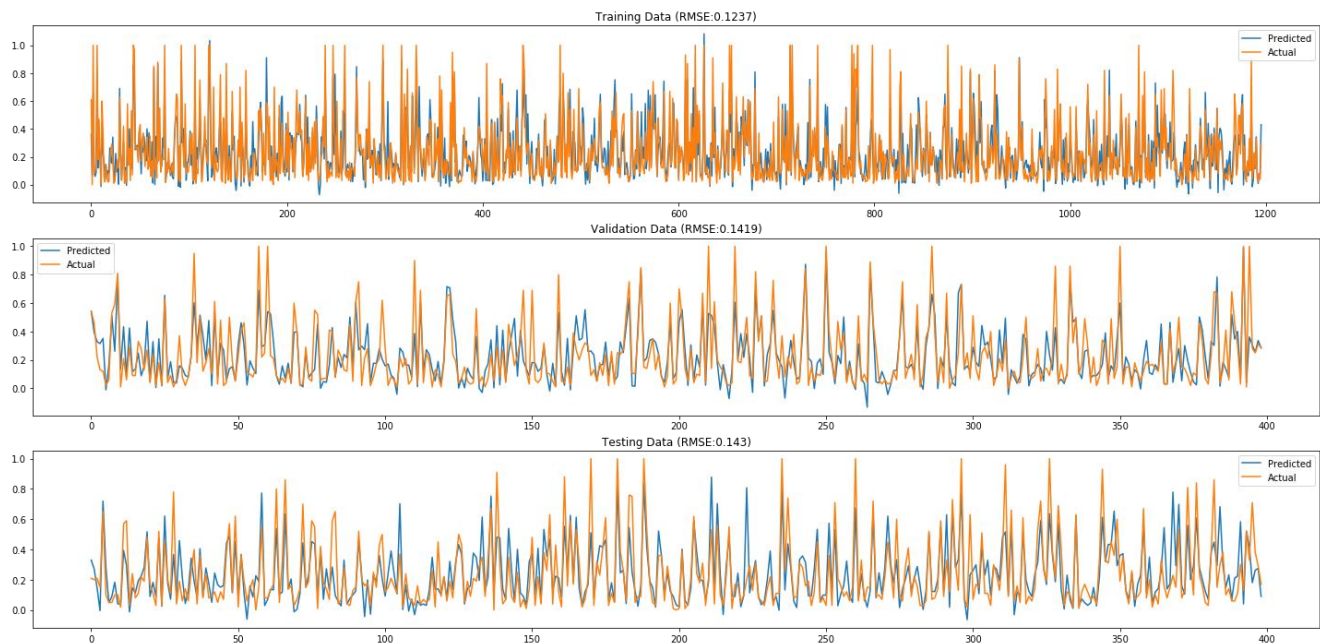 Training Data (RMSE:0.1237)
1.0
0.8
0.6
0.4
0.2
0.0
Predicted
Actual
0 200 400 600 800 1000 1200
Validation Data (RMSE:0.1419)
1.0
0.8
0.6
0.4
0.2
0.0
Predicted
Actual
0 50 100 150 200 250 300 350 400
Testing Data (RMSE:0.143)
1.0
0.8
0.6
0.4
0.2
0.0
Predicted
Actual
0 50 100 150 200 250 300 350 400